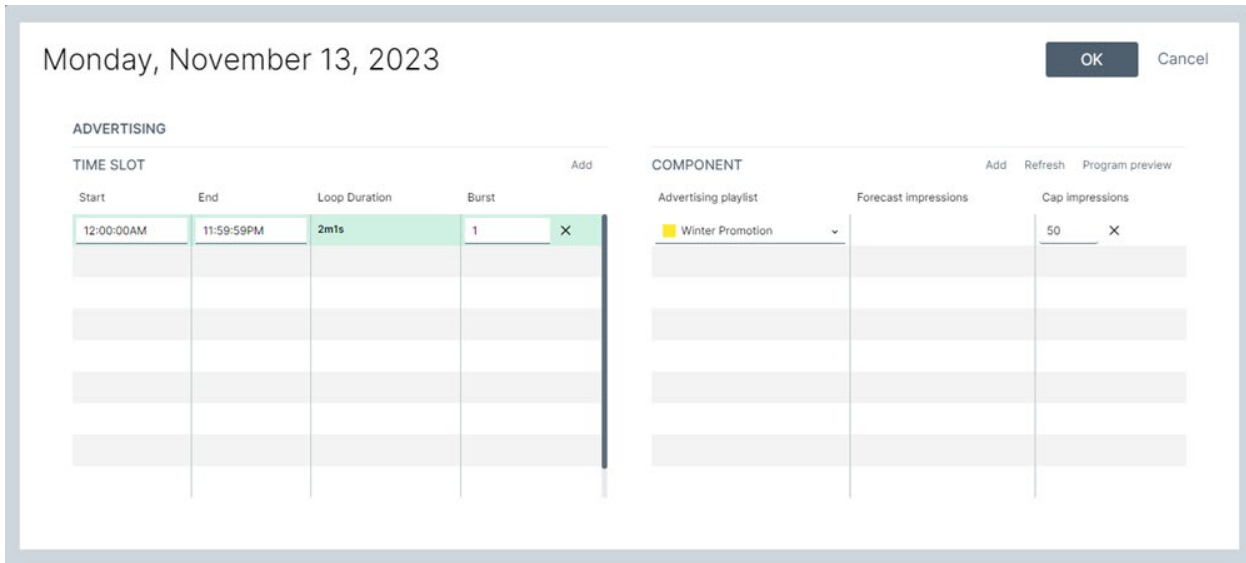 Monday, November 13, 2023
OK
Cancel
ADVERTISING
TIME SLOT
Add
Start End Loop Duration Burst
12:00:00AM 11:59:59PM 2m1s 1 ✕
COMPONENT
Add Refresh Program preview
Advertising playlist Forecast impressions Cap impressions
Winter Promotion 50 ✕